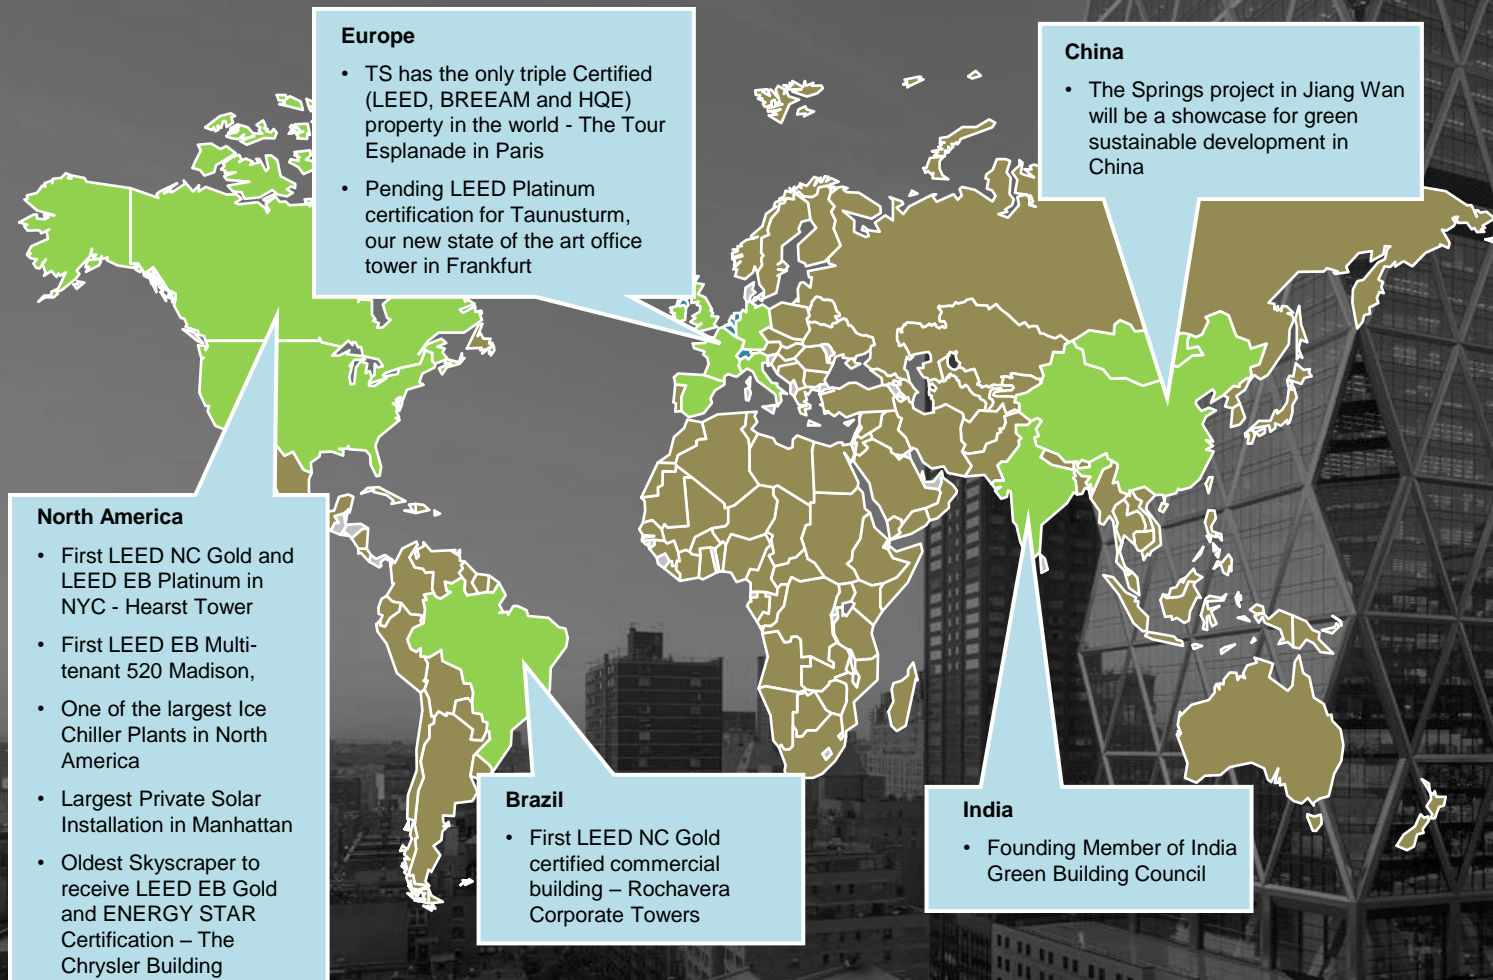 Europe
• TS has the only triple Certified
(LEED, BREEAM and HQE)
property in the world - The Tour
Esplanade in Paris
• Pending LEED Platinum
certification for Taunusturm,
our new state of the art office
tower in Frankfurt
China
• The Springs project in Jiang Wan
will be a showcase for green
sustainable development in
China
North America
• First LEED NC Gold and
LEED EB Platinum in
NYC - Hearst Tower
• First LEED EB Multi-
tenant 520 Madison,
• One of the largest Ice
Chiller Plants in North
America
• Largest Private Solar
Installation in Manhattan
• Oldest Skyscraper to
receive LEED EB Gold
and ENERGY STAR
Certification – The
Chrysler Building
Brazil
• First LEED NC Gold
certified commercial
building – Rochavera
Corporate Towers
India
• Founding Member of India
Green Building Council